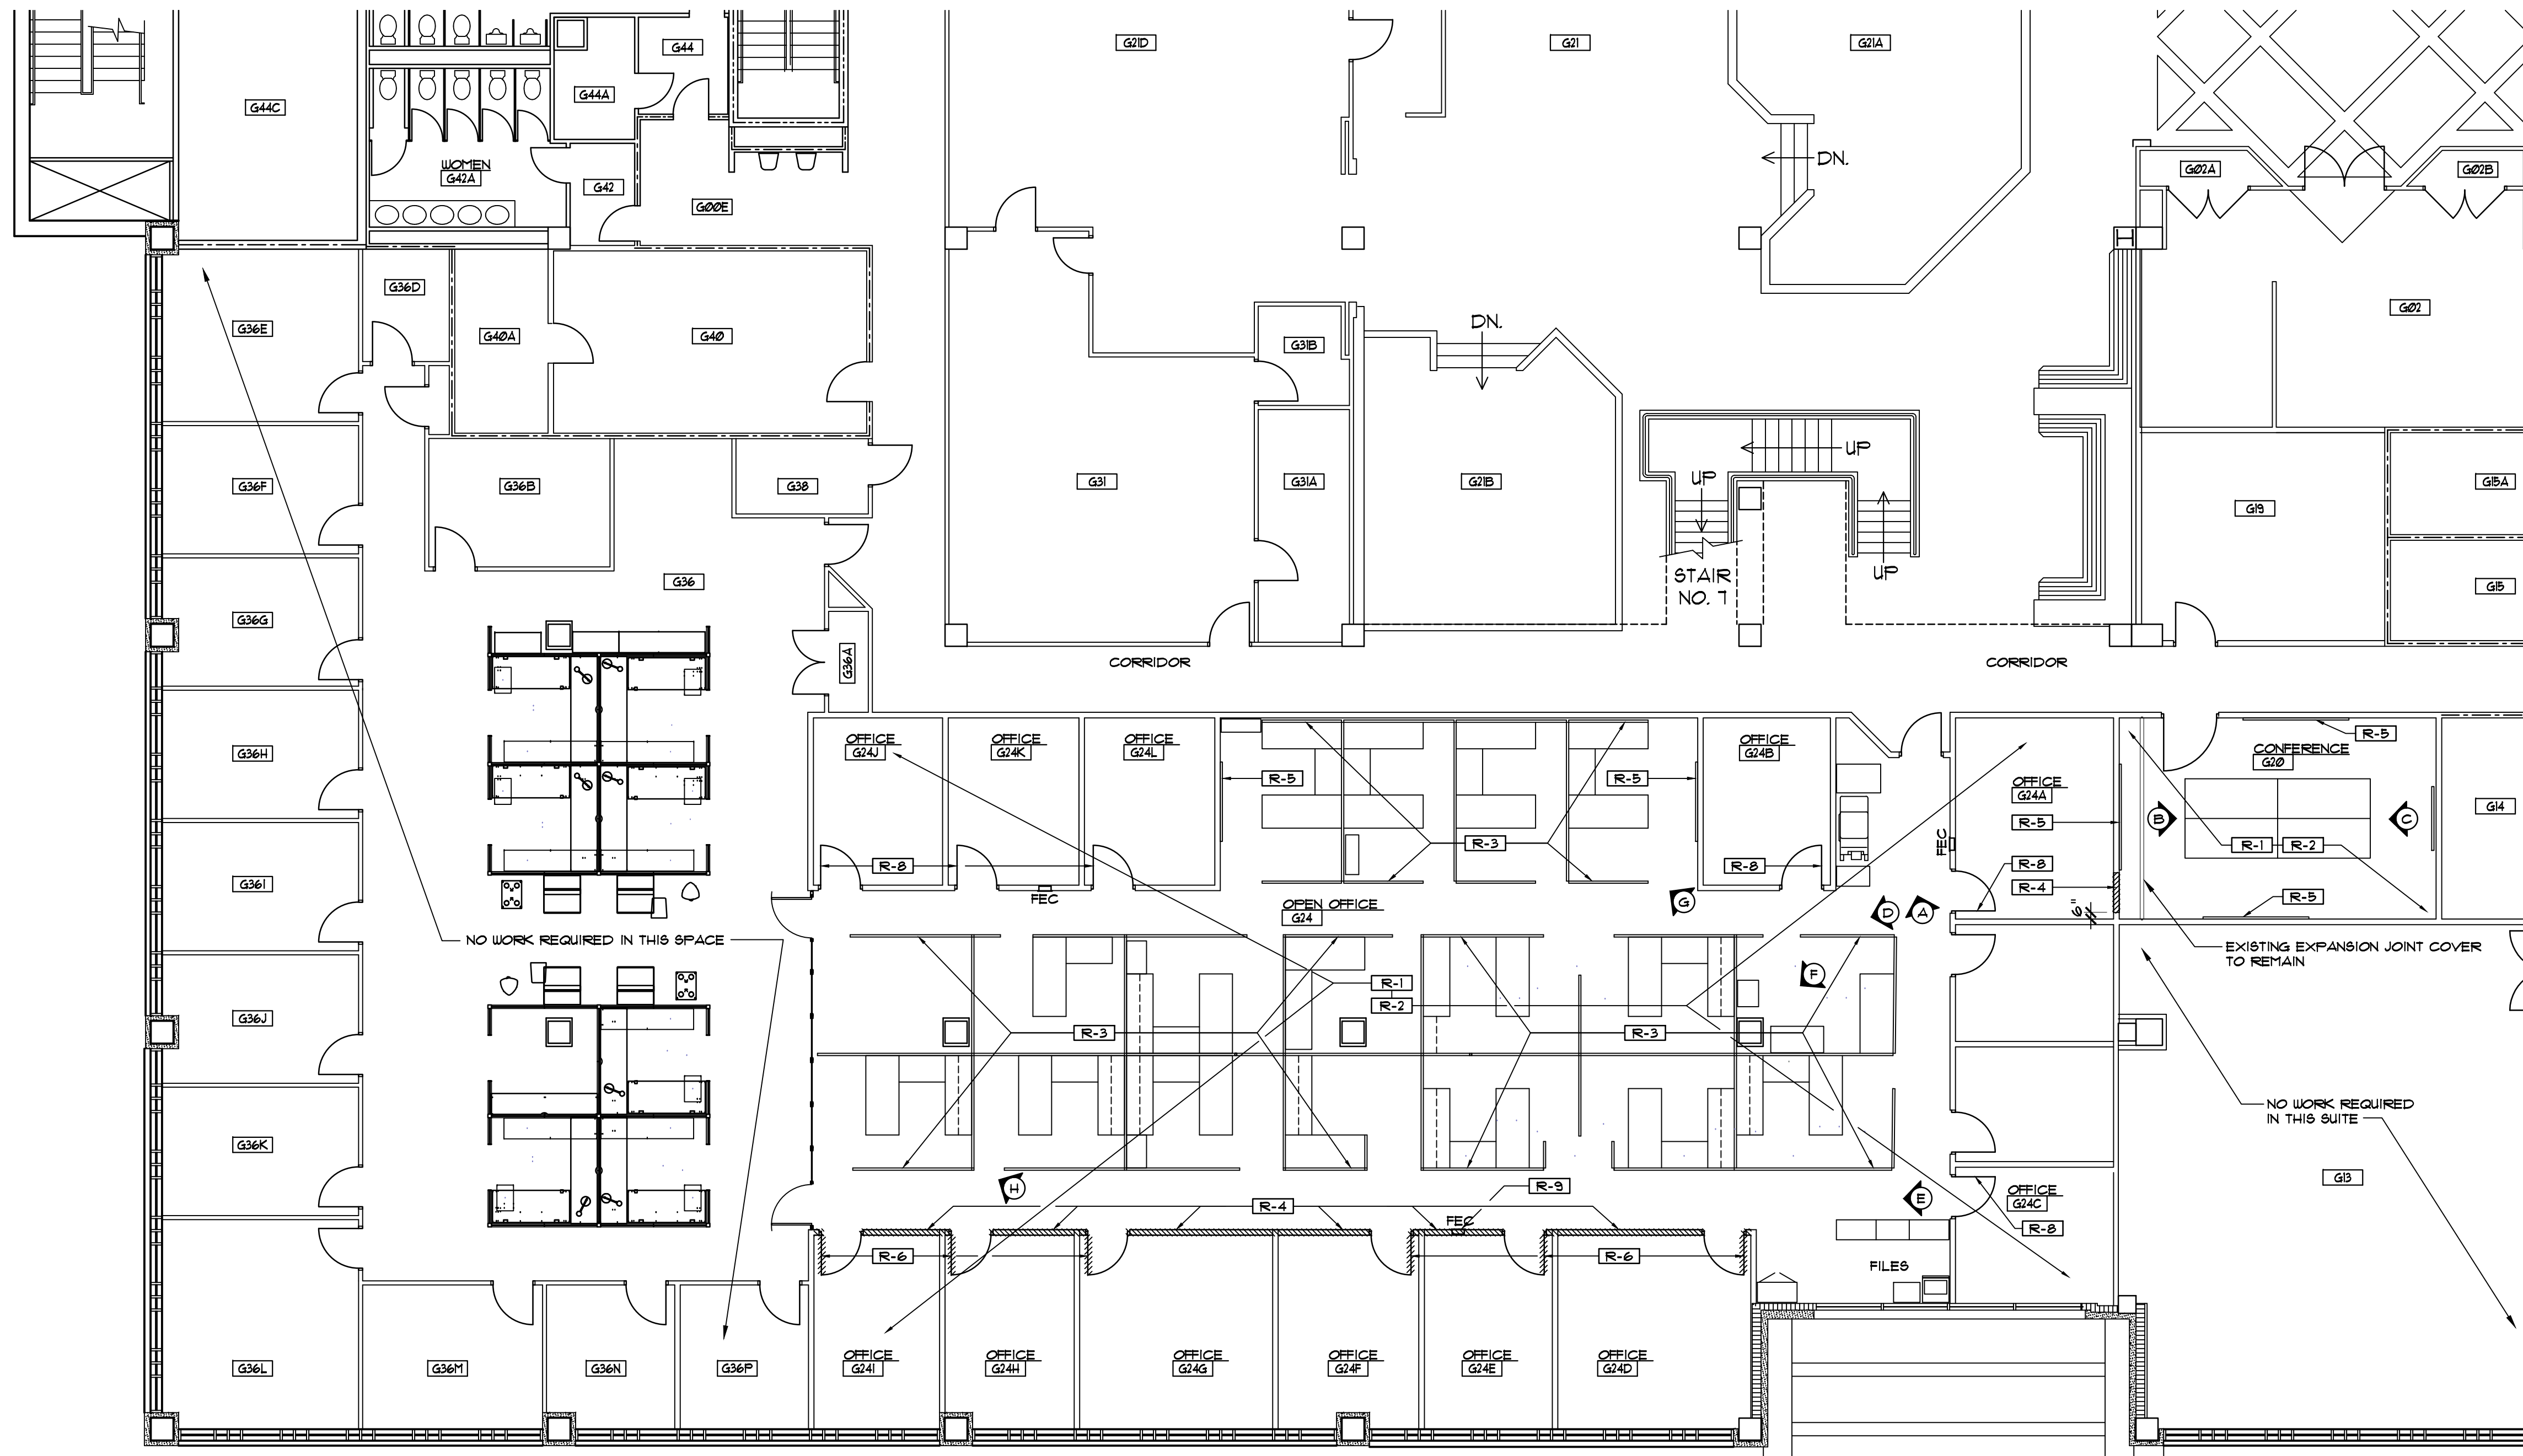 G44
G21D
G21
G21A
G44C
G44A
WOMEN
G42A
G42
G00E
DN.
G02A
G02B
G36D
G36E
G40A
G40
G31B
DN.
G02
G36F
G36B
G38
G31
G31A
G21B
UP
UP
UP
G19
G15A
G36
STAIR
NO. 7
G15
G36G
G36A
CORRIDOR
CORRIDOR
G36H
OFFICE
G24J
OFFICE
G24K
OFFICE
G24L
R-5
R-5
OFFICE
G24B
R-5
CONFERENCE
G20
OFFICE
G24A
R-5
B
C
G14
R-3
FEC
R-1
R-2
R-8
R-8
R-8
R-4
R-5
6"
G36I
FEC
OPEN OFFICE
G24
G
D
A
NO WORK REQUIRED IN THIS SPACE
EXISTING EXPANSION JOINT COVER
TO REMAIN
F
R-1
R-2
G36J
R-3
R-3
NO WORK REQUIRED
IN THIS SUITE
G36K
G13
H
R-9
E
OFFICE
G24C
R-4
FEC
R-8
R-6
R-6
FILES
G36L
G36M
G36N
G36P
OFFICE
G24I
OFFICE
G24H
OFFICE
G24G
OFFICE
G24F
OFFICE
G24E
OFFICE
G24D